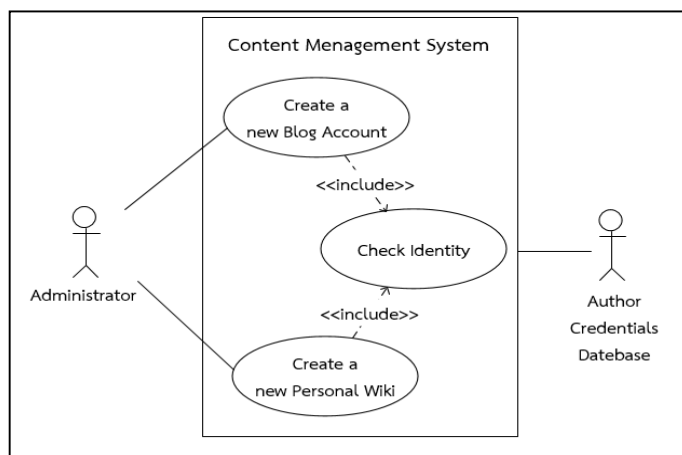 Content Menagement System
Create a
new Blog Account
<<include>>
Check Identity
Administrator
<<include>>
Author
Credentials
Datebase
Create a
new Personal Wiki